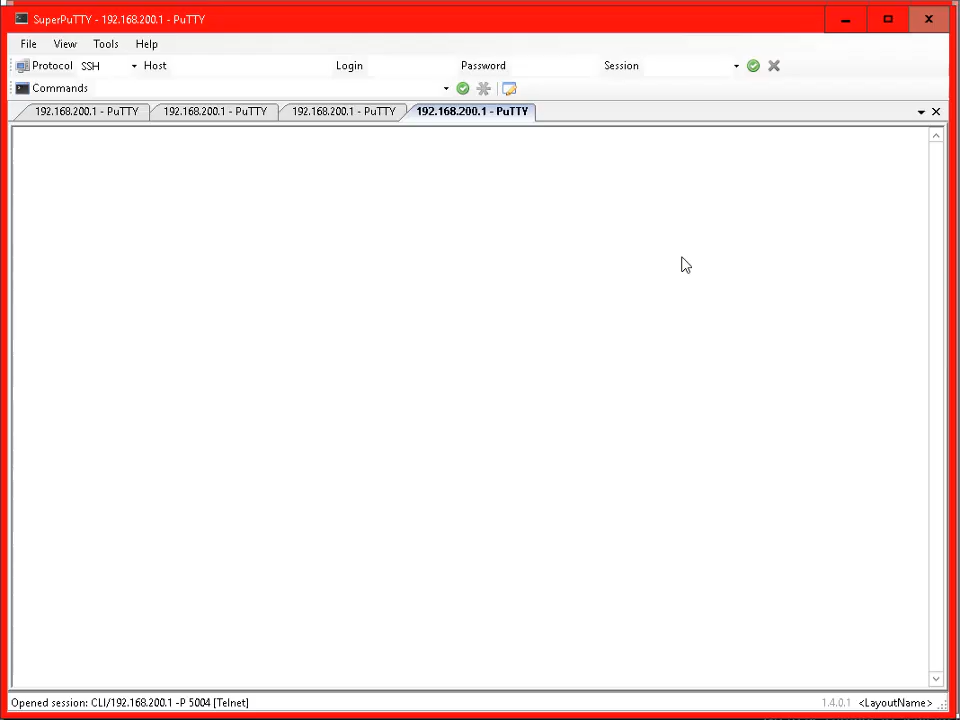 SuperPuTTY - 192.168.200.1 - PuTTY
File View Tools Help
Protocol SSH Host Login Password Session
Commands
192.168.200.1 - PuTTY 192.168.200.1 - PuTTY 192.168.200.1 - PuTTY 192.168.200.1 - PuTTY
Opened session: CLI/192.168.200.1 -P 5004 [Telnet] 1.4.0.1 <LayoutName>